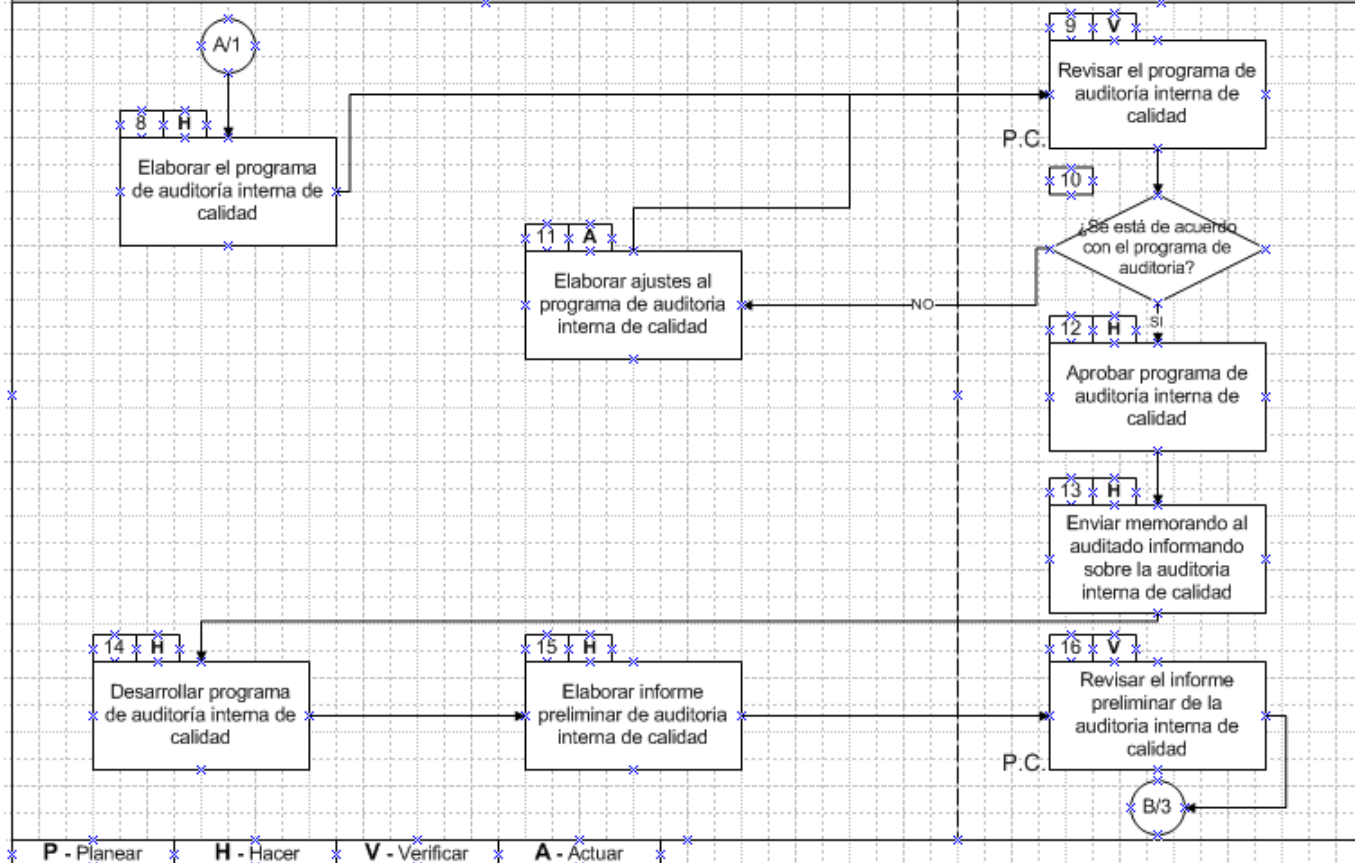 A/1
8 H
Elaborar el programa
de auditoría interna de
calidad
9 V
Revisar el programa de
auditoría interna de
calidad
P.C.
10
¿Se está de acuerdo
con el programa de
auditoria?
NO
SI
11 A
Elaborar ajustes al
programa de auditoria
interna de calidad
12 H
Aprobar programa de
auditoría interna de
calidad
13 H
Enviar memorando al
auditado informando
sobre la auditoria
interna de calidad
14 H
Desarrollar programa
de auditoría interna de
calidad
15 H
Elaborar informe
preliminar de auditoria
interna de calidad
16 V
Revisar el informe
preliminar de la
auditoria interna de
calidad
P.C.
B/3
P - Planear H - Hacer V - Verificar A - Actuar